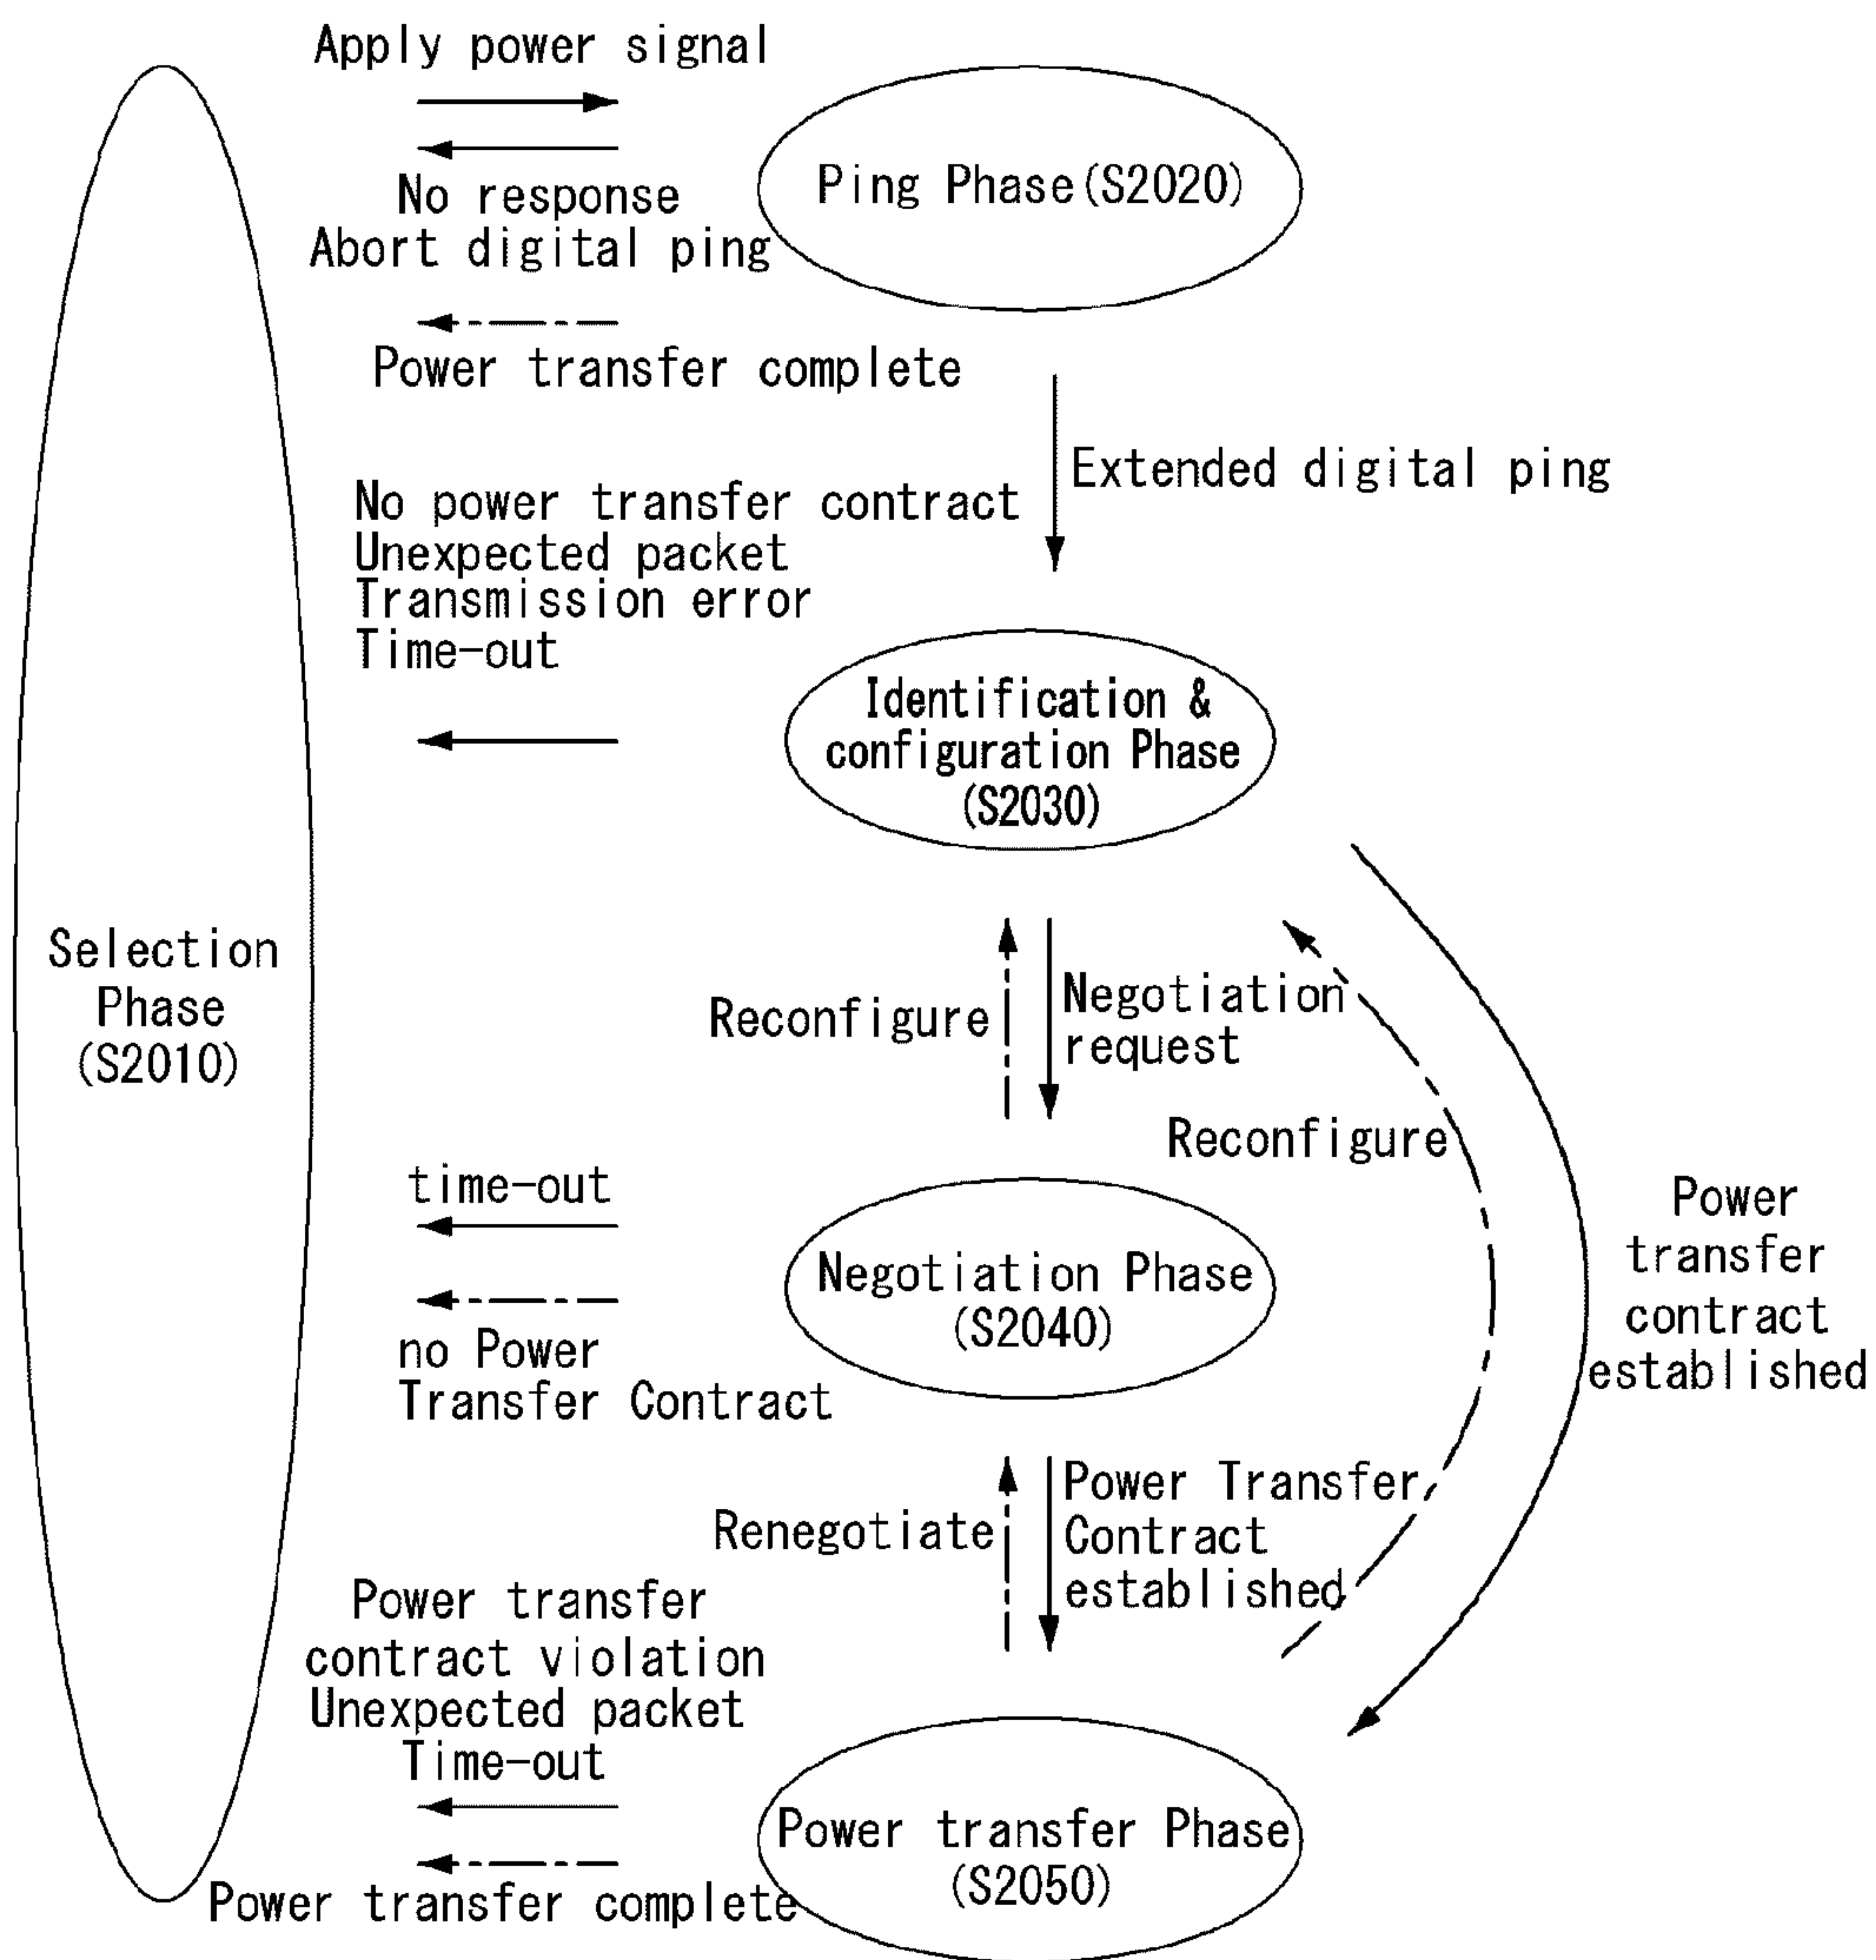 Apply power signal
Ping Phase(S2020)
No response
Abort digital ping
Power transfer complete
Extended digital ping
No power transfer contract
Unexpected packet
Transmission error
Time-out
Identification &
configuration Phase
(S2030)
Selection
Phase
(S2010)
Reconfigure
Negotiation
request
Reconfigure
Power
transfer
contract
established
time-out
Negotiation Phase
(S2040)
no Power
Transfer Contract
Renegotiate
Power Transfer
Contract
established
Power transfer
contract violation
Unexpected packet
Time-out
Power transfer Phase
(S2050)
Power transfer complete